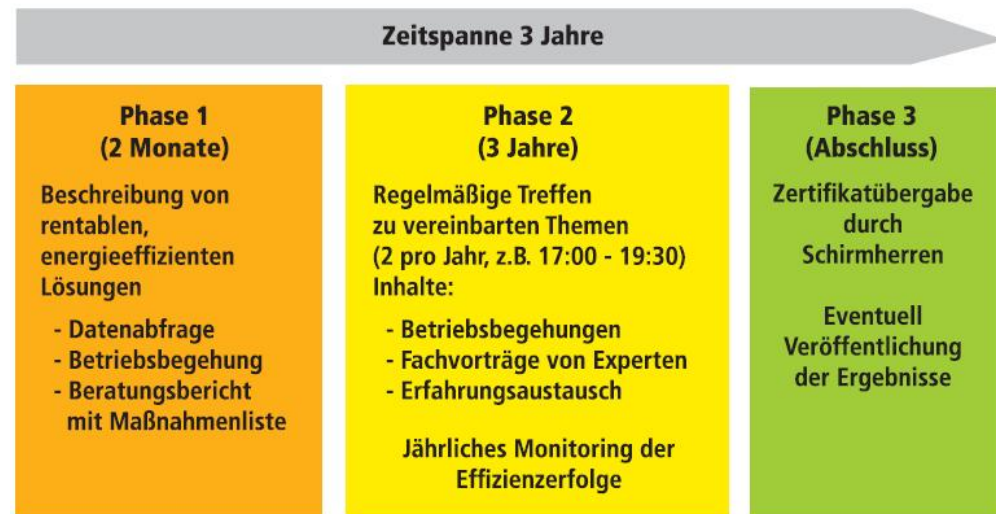 Zeitspanne 3 Jahre
Phase 1
(2 Monate)
Beschreibung von
rentablen,
energieeffizienten
Lösungen
- Datenabfrage
- Betriebsbegehung
- Beratungsbericht
mit Maßnahmenliste
Phase 2
(3 Jahre)
Regelmäßige Treffen
zu vereinbarten Themen
(2 pro Jahr, z.B. 17:00 - 19:30)
Inhalte:
- Betriebsbegehungen
- Fachvorträge von Experten
- Erfahrungsaustausch
Jährliches Monitoring der
Effizienzerfolge
Phase 3
(Abschluss)
Zertifikatübergabe
durch
Schirmherren
Eventuell
Veröffentlichung
der Ergebnisse